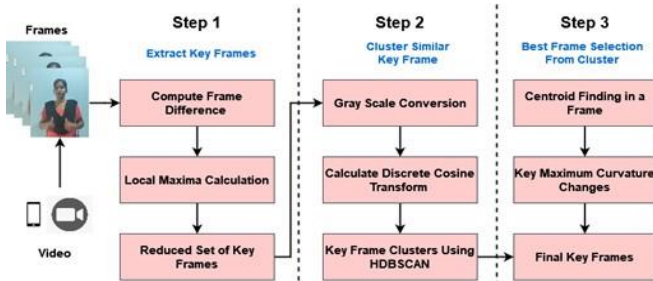 Frames
Video
Step 1
Extract Key Frames
Compute Frame
Difference
Local Maxima Calculation
Reduced Set of Key
Frames
Step 2
Cluster Similar
Key Frame
Gray Scale Conversion
Calculate Discrete Cosine
Transform
Key Frame Clusters Using
HDBSCAN
Step 3
Best Frame Selection
From Cluster
Centroid Finding in a
Frame
Key Maximum Curvature
Changes
Final Key Frames